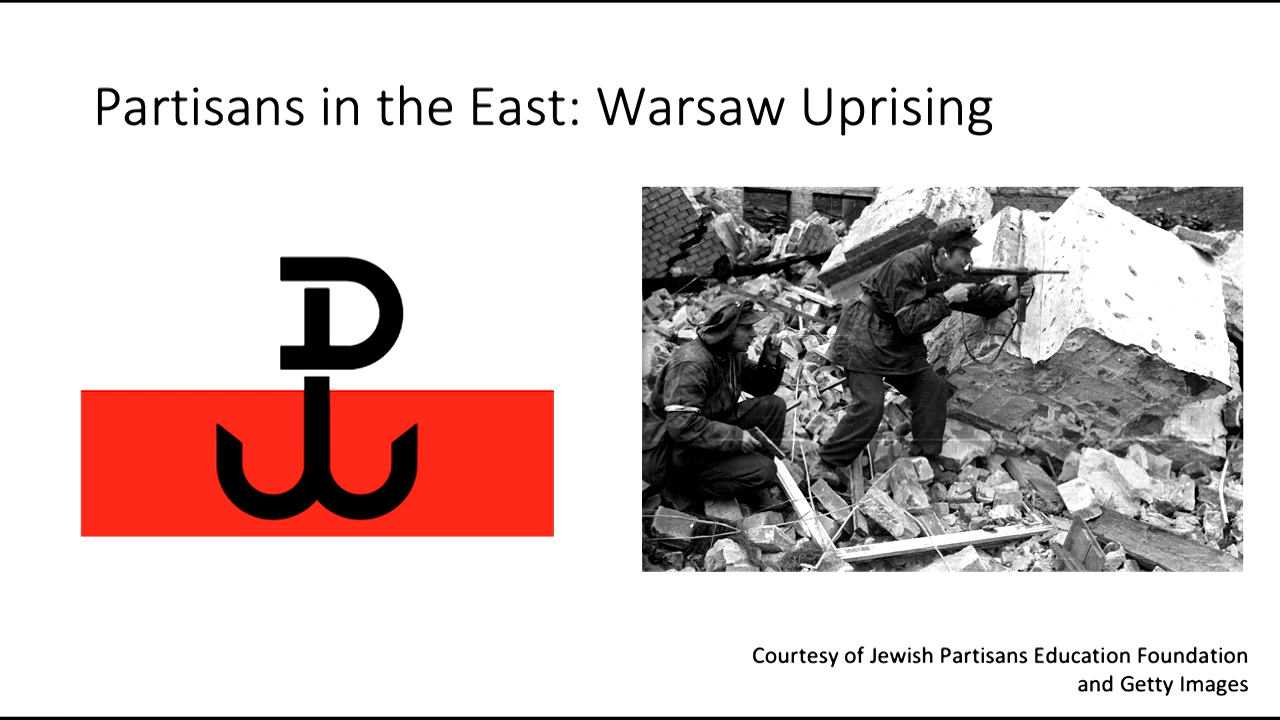 Partisans in the East: Warsaw Uprising
P
W
Courtesy of Jewish Partisans Education Foundation
and Getty Images